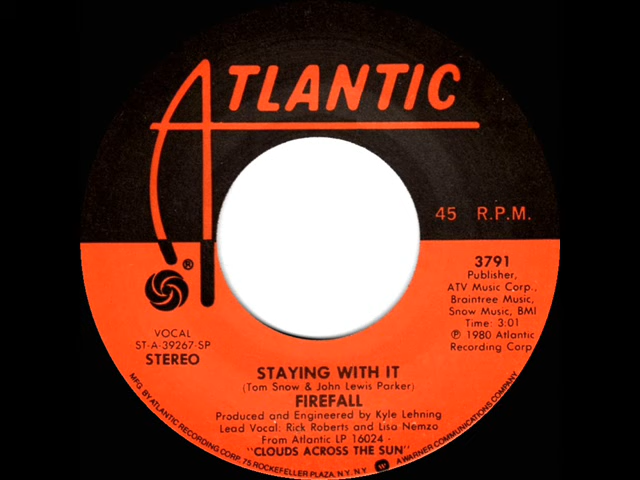 ATLANTIC
45 R.P.M.
®
3791
Publisher,
ATV Music Corp.,
Braintree Music,
Snow Music, BMI
Time: 3:01
℗ 1980 Atlantic
Recording Corp.
VOCAL
ST-A-39267-SP
STEREO
STAYING WITH IT
(Tom Snow & John Lewis Parker)
FIREFALL
Produced and Engineered by Kyle Lehning
Lead Vocal: Rick Roberts and Lisa Nemzo
From Atlantic LP 16024 -
"CLOUDS ACROSS THE SUN"
MFG. BY ATLANTIC RECORDING CORP. 75 ROCKEFELLER PLAZA, N.Y. N.Y. W A WARNER COMMUNICATIONS COMPANY